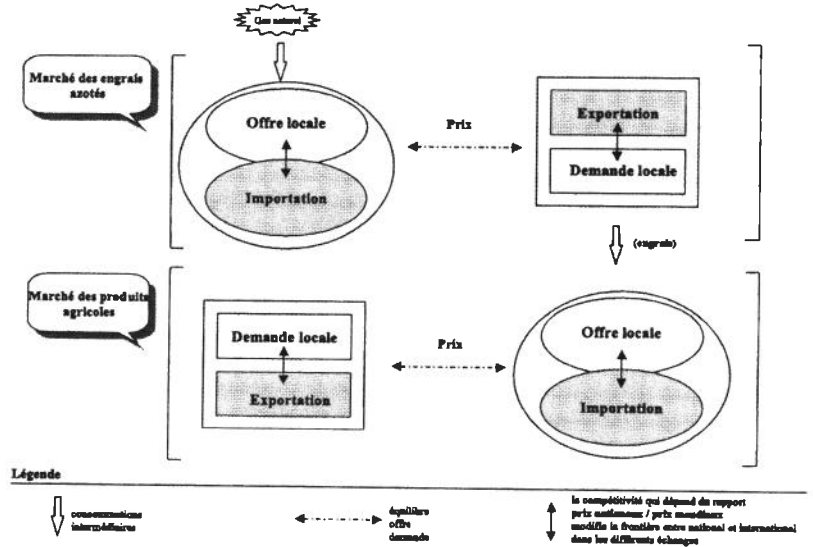 Gaz naturel
Marché des engrais
azotés
Offre locale
Importation
Prix
Exportation
Demande locale
(engrais)
Marché des produits
agricoles
Demande locale
Exportation
Prix
Offre locale
Importation
Légende
consommations
intermédiaires
équilibre
offre
demande
la compétitivité qui dépend du rapport
prix nationaux / prix mondiaux
modifie la frontière entre national et international
dans les différents échanges